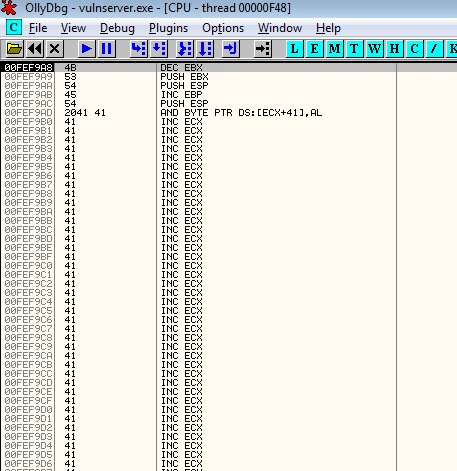 OllyDbg - vulnserver.exe - [CPU - thread 00000F48]
C File View Debug Plugins Options Window Help
L E M T W H C / K
00FEF9A8 4B DEC EBX
00FEF9A9 53 PUSH EBX
00FEF9AA 54 PUSH ESP
00FEF9AB 45 INC EBP
00FEF9AC 54 PUSH ESP
00FEF9AD 2041 41 AND BYTE PTR DS:[ECX+41],AL
00FEF9B0 41 INC ECX
00FEF9B1 41 INC ECX
00FEF9B2 41 INC ECX
00FEF9B3 41 INC ECX
00FEF9B4 41 INC ECX
00FEF9B5 41 INC ECX
00FEF9B6 41 INC ECX
00FEF9B7 41 INC ECX
00FEF9B8 41 INC ECX
00FEF9B9 41 INC ECX
00FEF9BA 41 INC ECX
00FEF9BB 41 INC ECX
00FEF9BC 41 INC ECX
00FEF9BD 41 INC ECX
00FEF9BE 41 INC ECX
00FEF9BF 41 INC ECX
00FEF9C0 41 INC ECX
00FEF9C1 41 INC ECX
00FEF9C2 41 INC ECX
00FEF9C3 41 INC ECX
00FEF9C4 41 INC ECX
00FEF9C5 41 INC ECX
00FEF9C6 41 INC ECX
00FEF9C7 41 INC ECX
00FEF9C8 41 INC ECX
00FEF9C9 41 INC ECX
00FEF9CA 41 INC ECX
00FEF9CB 41 INC ECX
00FEF9CC 41 INC ECX
00FEF9CD 41 INC ECX
00FEF9CE 41 INC ECX
00FEF9CF 41 INC ECX
00FEF9D0 41 INC ECX
00FEF9D1 41 INC ECX
00FEF9D2 41 INC ECX
00FEF9D3 41 INC ECX
00FEF9D4 41 INC ECX
00FEF9D5 41 INC ECX
00FEF9D6 41 INC ECX